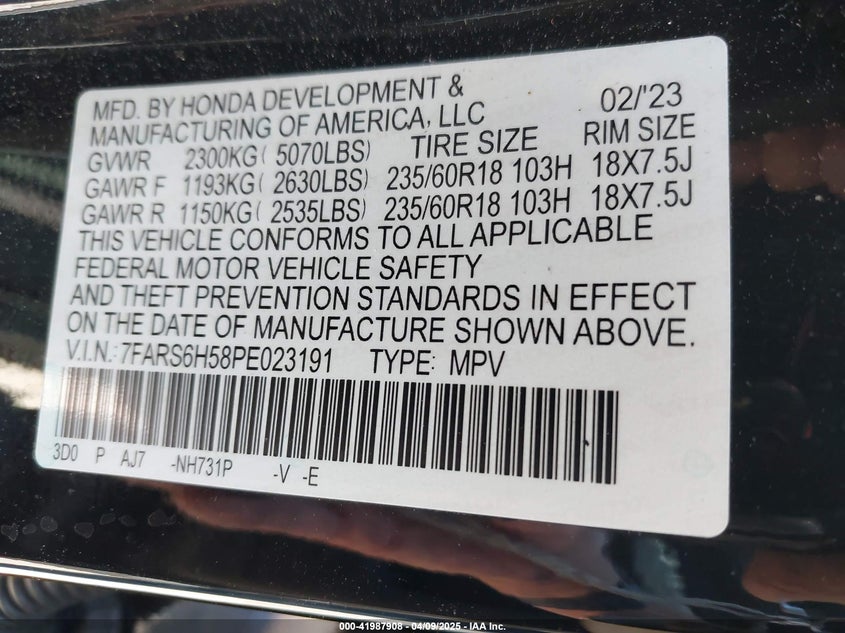 MFD. BY HONDA DEVELOPMENT & 02/'23
MANUFACTURING OF AMERICA, LLC
GVWR 2300KG( 5070LBS) TIRE SIZE RIM SIZE
GAWR F 1193KG( 2630LBS) 235/60R18 103H 18X7.5J
GAWR R 1150KG( 2535LBS) 235/60R18 103H 18X7.5J
THIS VEHICLE CONFORMS TO ALL APPLICABLE
FEDERAL MOTOR VEHICLE SAFETY
AND THEFT PREVENTION STANDARDS IN EFFECT
ON THE DATE OF MANUFACTURE SHOWN ABOVE.
V.I.N.: 7FARS6H58PE023191 TYPE: MPV
3D0 P AJ7 -NH731P -V -E
000-41987908 - 04/09/2025 - IAA Inc.